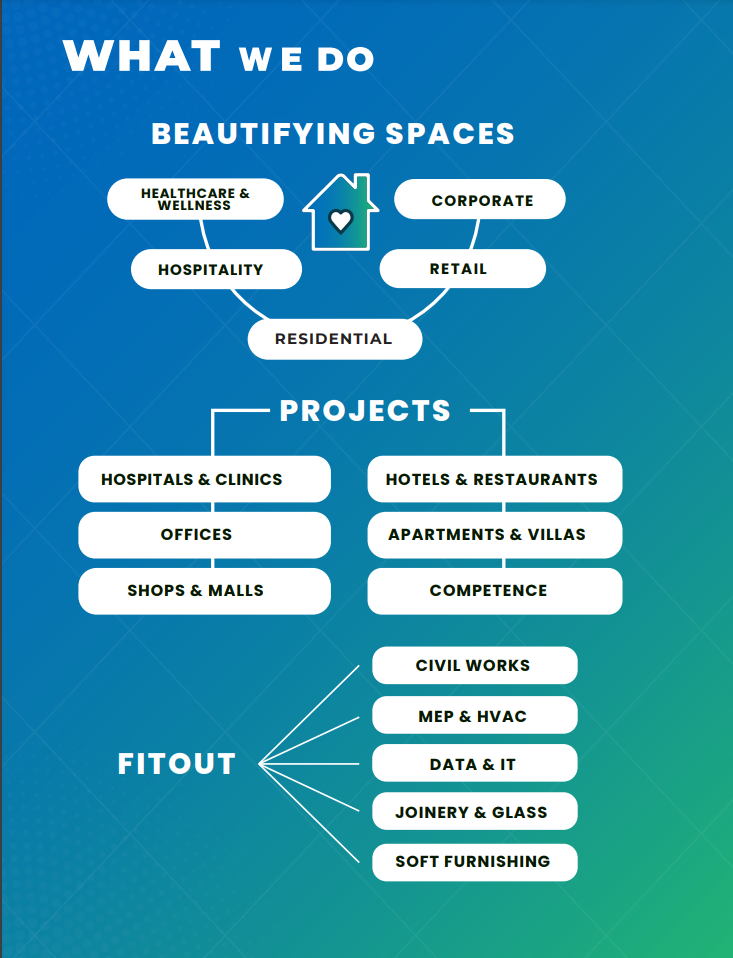 WHAT WE DO
BEAUTIFYING SPACES
HEALTHCARE &
WELLNESS
CORPORATE
HOSPITALITY
RETAIL
RESIDENTIAL
PROJECTS
HOSPITALS & CLINICS
HOTELS & RESTAURANTS
OFFICES
APARTMENTS & VILLAS
SHOPS & MALLS
COMPETENCE
FITOUT
CIVIL WORKS
MEP & HVAC
DATA & IT
JOINERY & GLASS
SOFT FURNISHING